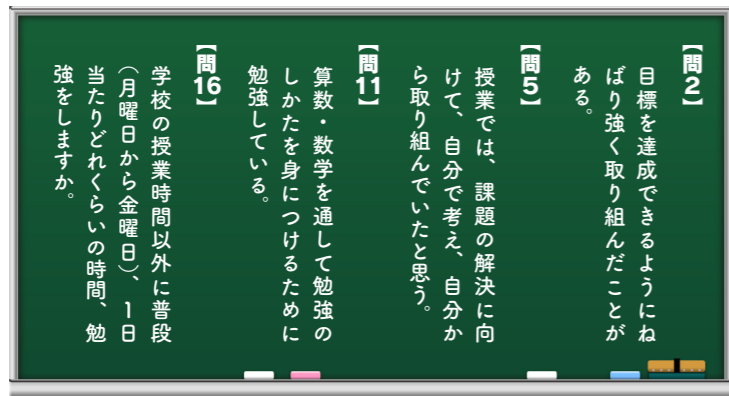 【問2】
目標を達成できるようにね
ばり強く取り組んだことが
ある。
【問5】
授業では、課題の解決に向
けて、自分で考え、自分か
ら取り組んでいたと思う。
【問11】
算数・数学を通して勉強の
しかたを身につけるために
勉強している。
【問16】
学校の授業時間以外に普段
(月曜日から金曜日)、1日
当たりどれくらいの時間、勉
強をしますか。